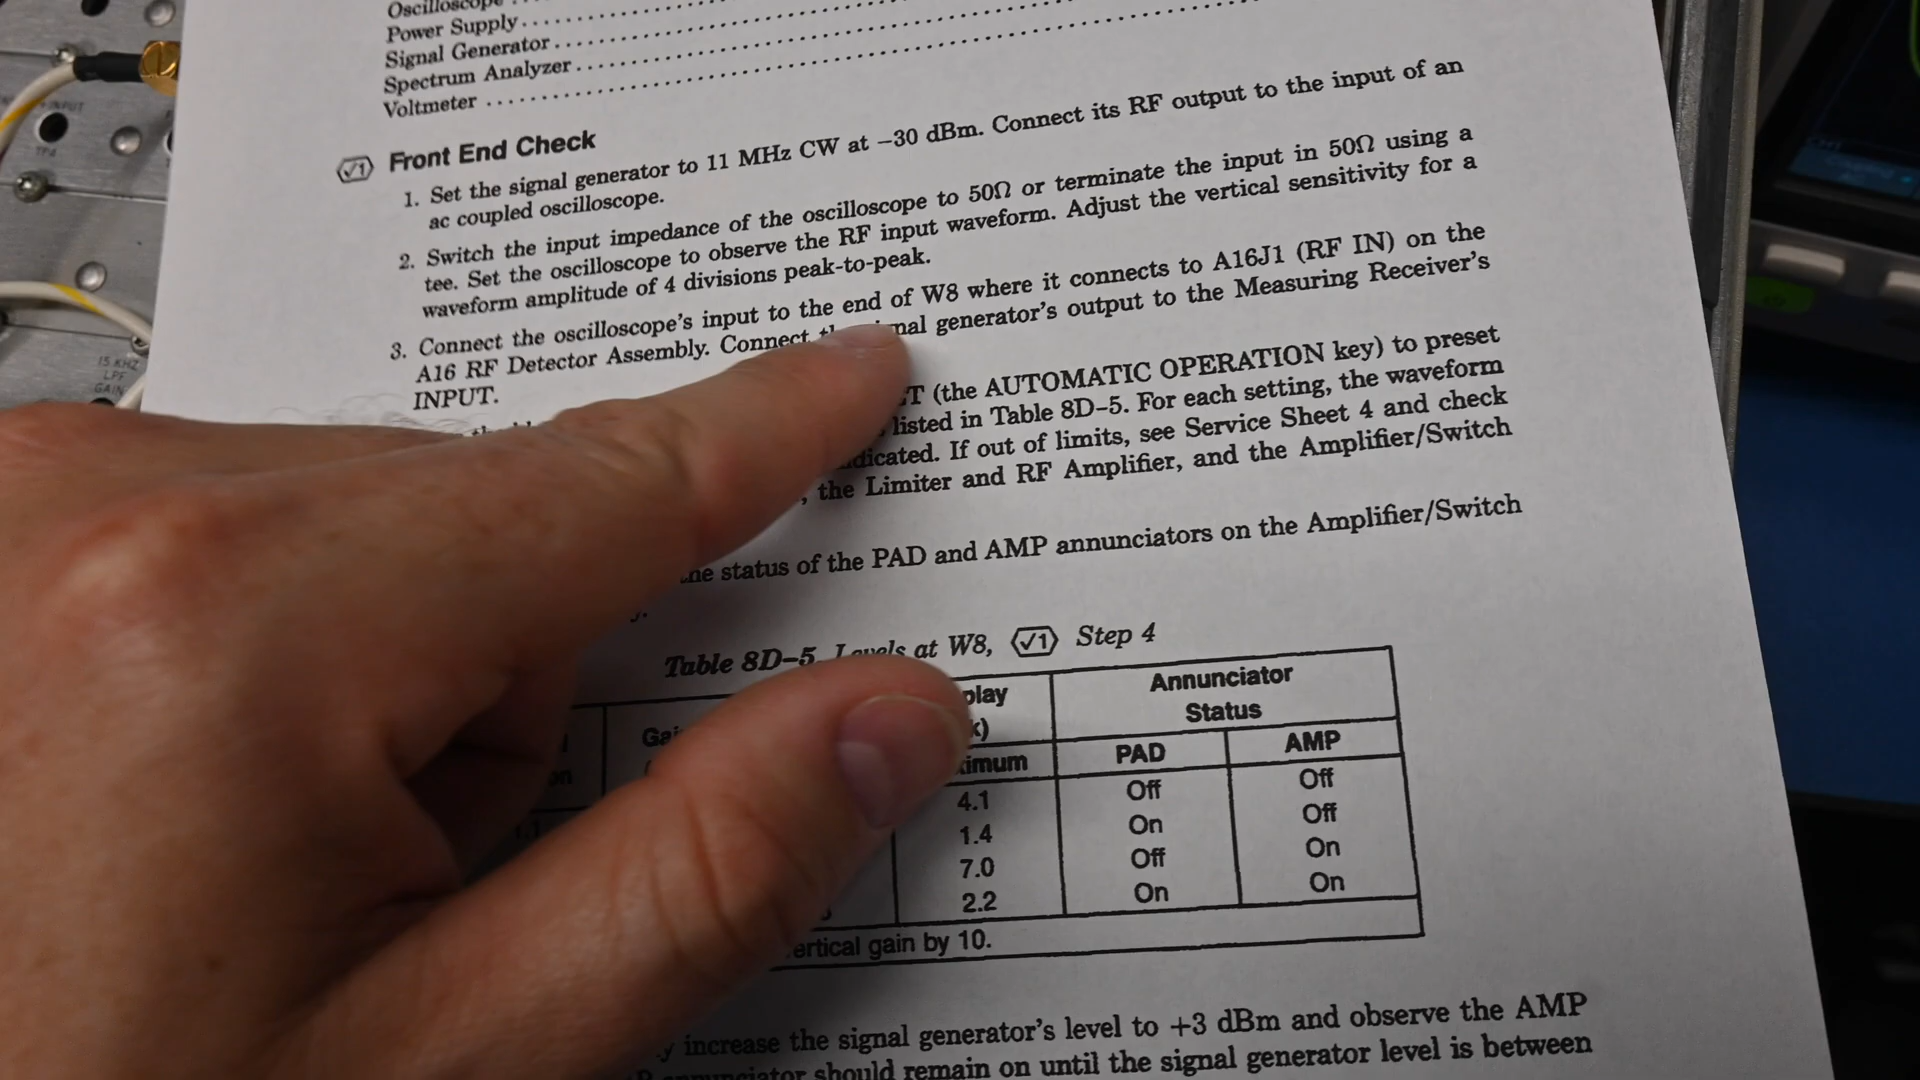 Oscilloscope
Power Supply
Signal Generator
Spectrum Analyzer
Voltmeter
√1 Front End Check
1. Set the signal generator to 11 MHz CW at −30 dBm. Connect its RF output to the input of an
ac coupled oscilloscope.
2. Switch the input impedance of the oscilloscope to 50Ω or terminate the input in 50Ω using a
tee. Set the oscilloscope to observe the RF input waveform. Adjust the vertical sensitivity for a
waveform amplitude of 4 divisions peak-to-peak.
3. Connect the oscilloscope's input to the end of W8 where it connects to A16J1 (RF IN) on the
A16 RF Detector Assembly. Connect generator's output to the Measuring Receiver's
INPUT.
(the AUTOMATIC OPERATION key) to preset
listed in Table 8D–5. For each setting, the waveform
If out of limits, see Service Sheet 4 and check
, the Limiter and RF Amplifier, and the Amplifier/Switch
status of the PAD and AMP annunciators on the Amplifier/Switch
Table 8D–5. Levels at W8, √1 Step 4
Annunciator
Status
PAD AMP
4.1 Off Off
1.4 On Off
7.0 Off On
2.2 On On
gain by 10.
increase the signal generator's level to +3 dBm and observe the AMP
should remain on until the signal generator level is between
INPUT
15 KHZ
LPF
GAIN